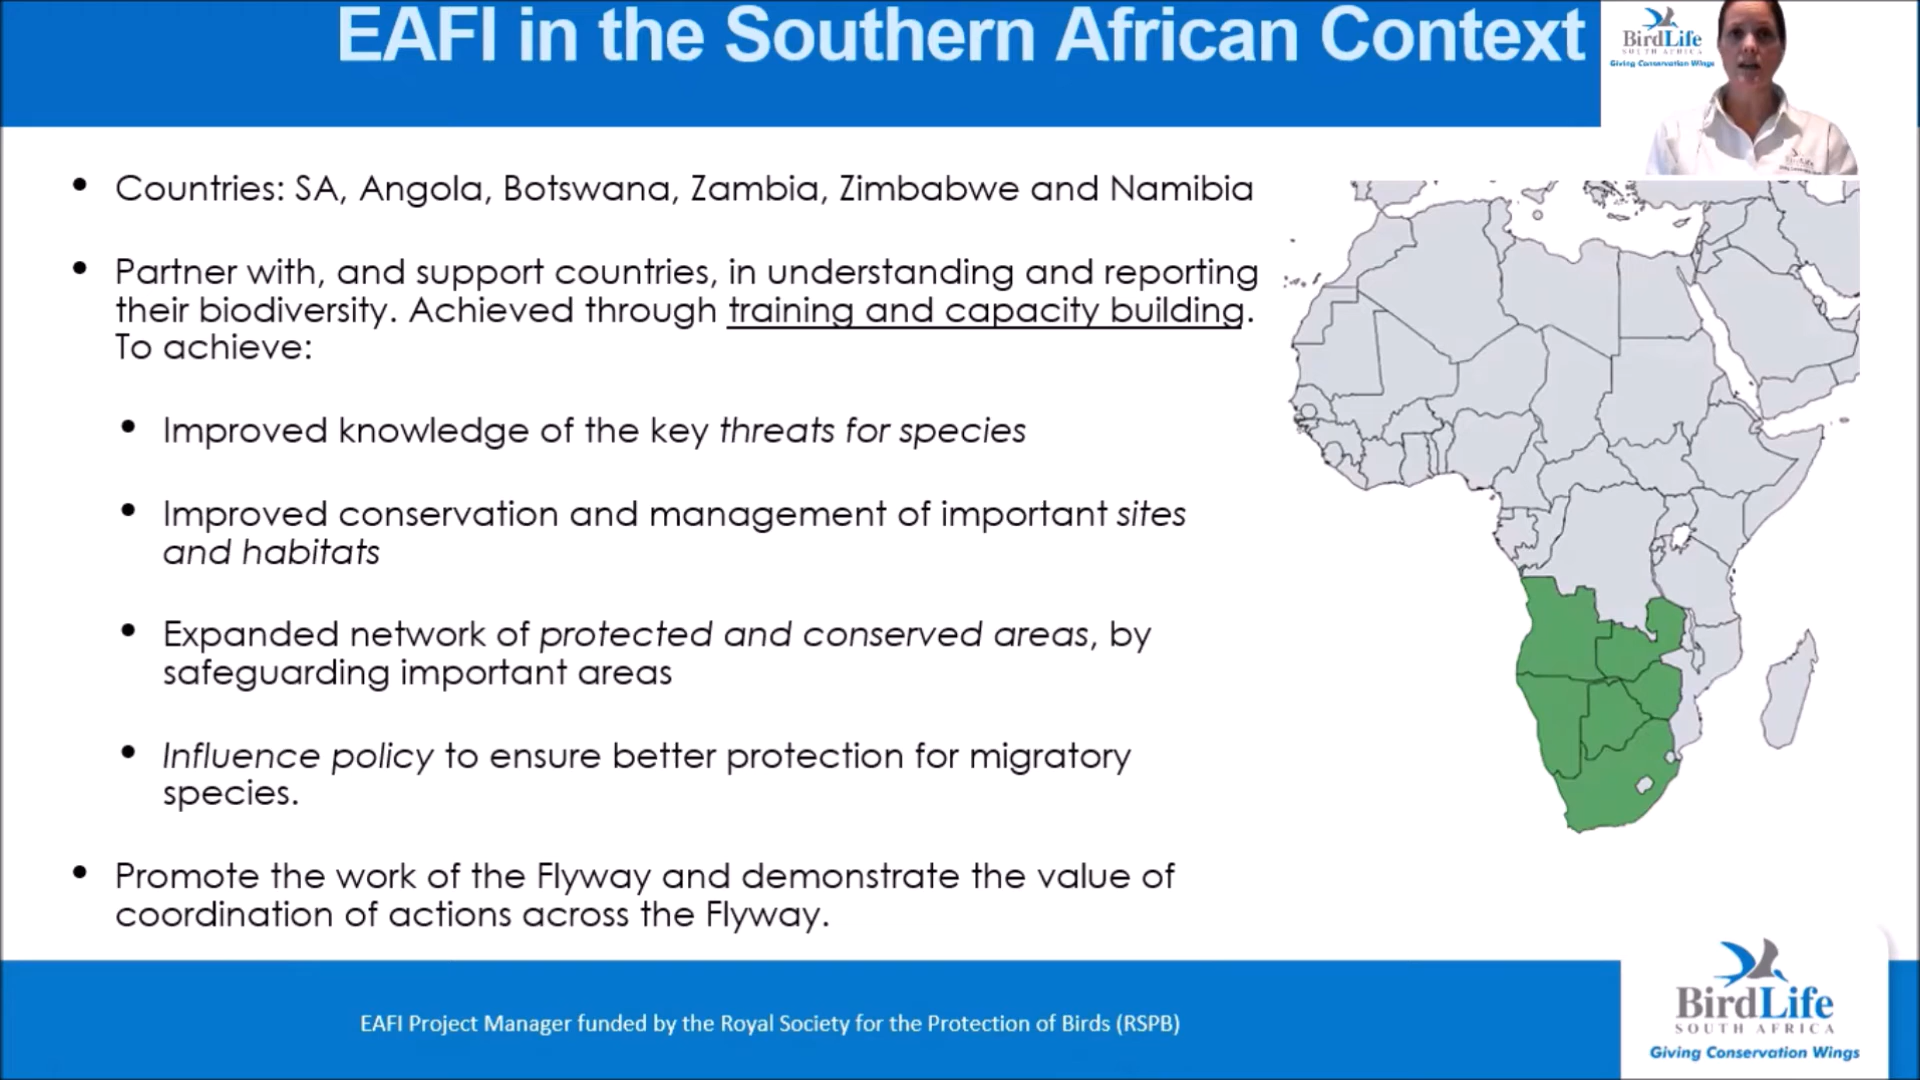 EAFI in the Southern African Context
BirdLife
SOUTH AFRICA
Giving Conservation Wings
• Countries: SA, Angola, Botswana, Zambia, Zimbabwe and Namibia
• Partner with, and support countries, in understanding and reporting
their biodiversity. Achieved through training and capacity building.
To achieve:
• Improved knowledge of the key threats for species
• Improved conservation and management of important sites
and habitats
• Expanded network of protected and conserved areas, by
safeguarding important areas
• Influence policy to ensure better protection for migratory
species.
• Promote the work of the Flyway and demonstrate the value of
coordination of actions across the Flyway.
EAFI Project Manager funded by the Royal Society for the Protection of Birds (RSPB)
BirdLife
SOUTH AFRICA
Giving Conservation Wings